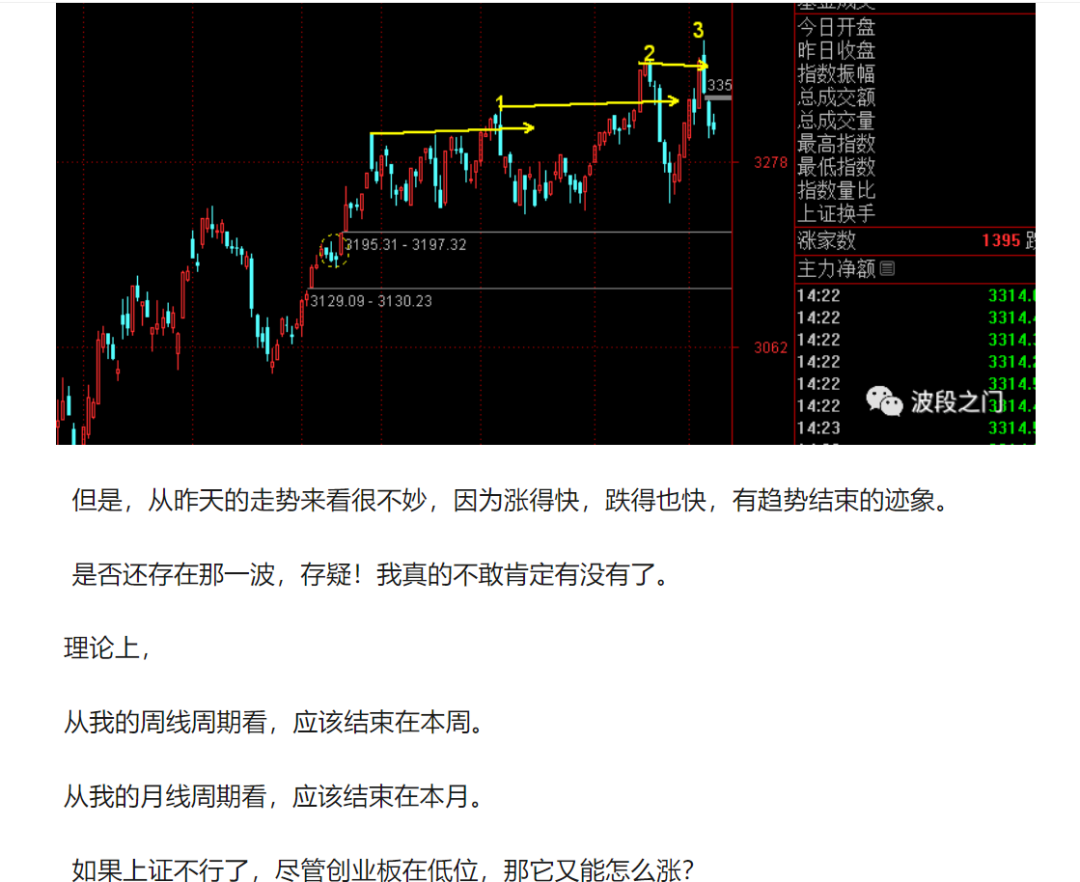 3
2
1
335
3278
3195.31 - 3197.32
3129.09 - 3130.23
3062
今日开盘
昨日收盘
指数振幅
总成交额
总成交量
最高指数
最低指数
指数量比
上证换手
涨家数 1395
主力净额
14:22 3314.
14:22 3314.
14:22 3314.
14:22 3314.
14:22 3314.
14:22 3314.
14:23 3314.
波段之门
但是，从昨天的走势来看很不妙，因为涨得快，跌得也快，有趋势结束的迹象。
是否还存在那一波，存疑！我真的不敢肯定有没有了。
理论上，
从我的周线周期看，应该结束在本周。
从我的月线周期看，应该结束在本月。
如果上证不行了，尽管创业板在低位，那它又能怎么涨？